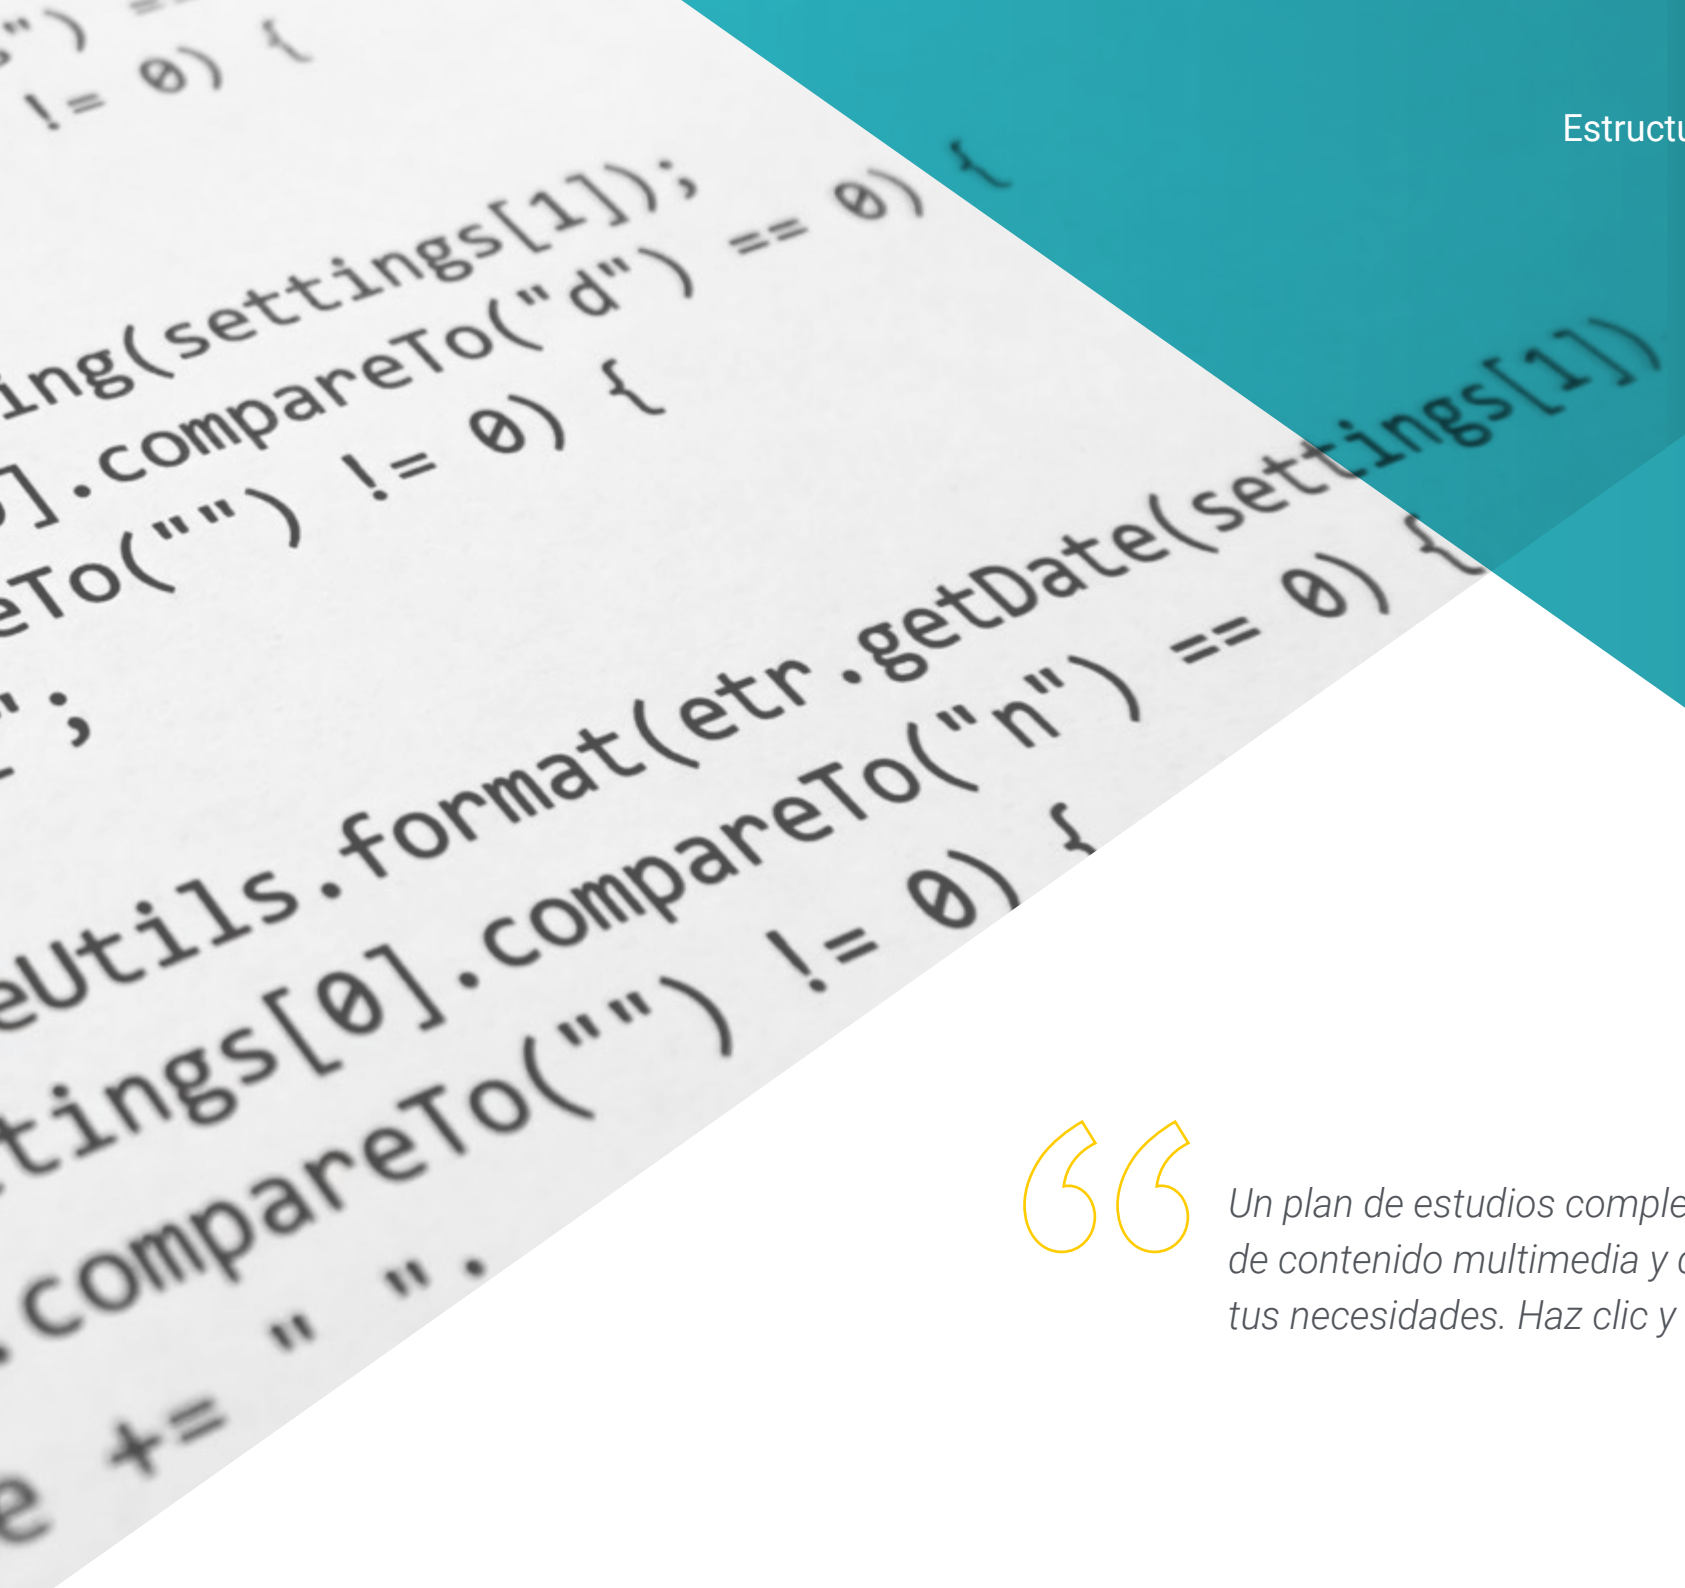 ") ==
!= 0) {
ing(settings[1]);
].compareTo("d") == 0) {
eTo("") != 0) {
";
eUtils.format(etr.getDate(settings[1])
tings[0].compareTo("n") == 0) {
.compareTo("") != 0) {
e += " ".
Estructu
Un plan de estudios comple
de contenido multimedia y
tus necesidades. Haz clic y